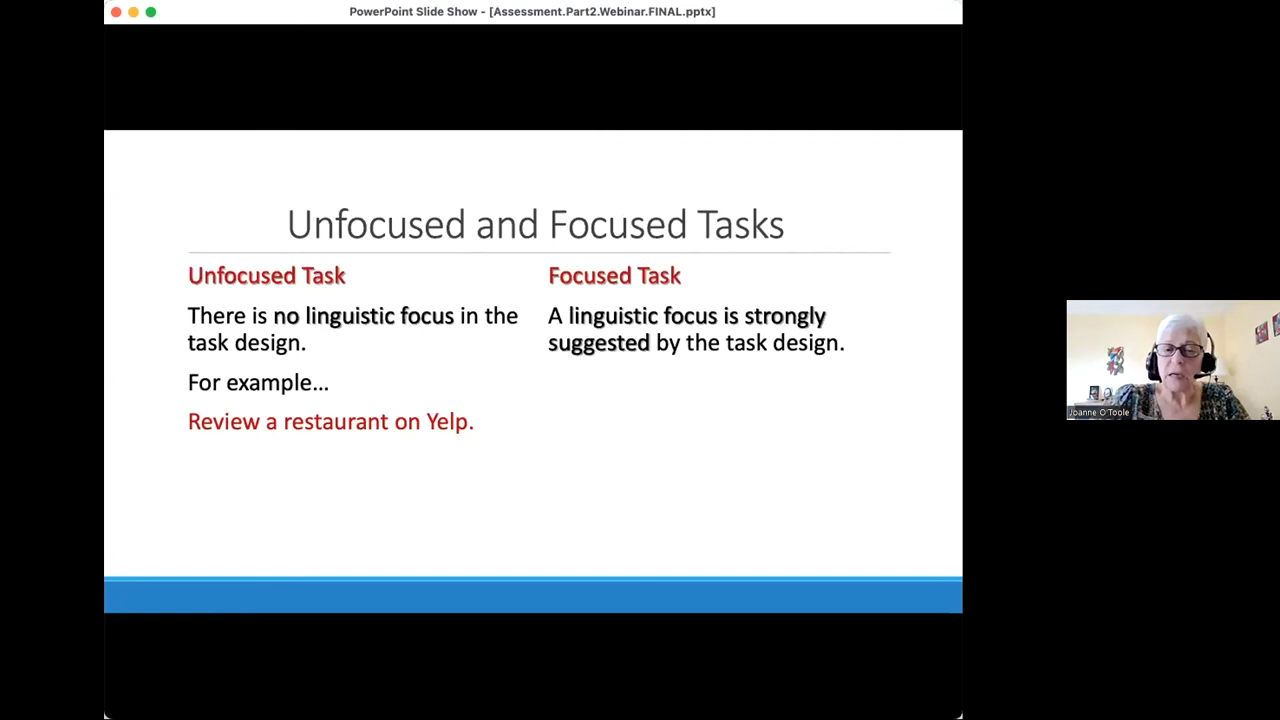 PowerPoint Slide Show - [Assessment.Part2.Webinar.FINAL.pptx]
Unfocused and Focused Tasks
Unfocused Task
There is no linguistic focus in the
task design.
For example...
Review a restaurant on Yelp.
Focused Task
A linguistic focus is strongly
suggested by the task design.
Joanne O'Toole